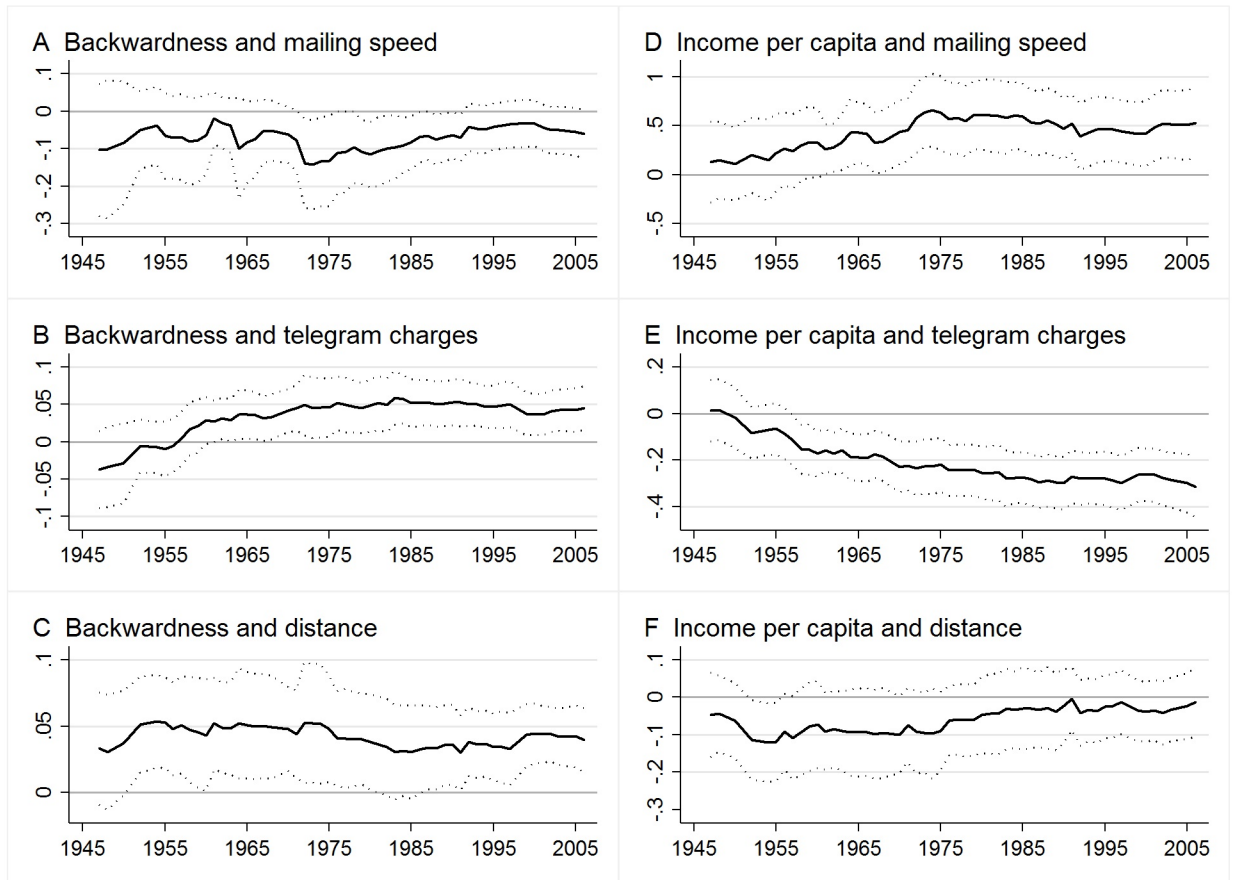 A Backwardness and mailing speed
.1
0
-.1
-.2
-.3
1945 1955 1965 1975 1985 1995 2005
D Income per capita and mailing speed
1
.5
0
-.5
1945 1955 1965 1975 1985 1995 2005
B Backwardness and telegram charges
.1
.05
0
-.05
-.1
1945 1955 1965 1975 1985 1995 2005
E Income per capita and telegram charges
.2
0
-.2
-.4
1945 1955 1965 1975 1985 1995 2005
C Backwardness and distance
.1
.05
0
1945 1955 1965 1975 1985 1995 2005
F Income per capita and distance
.1
0
-.1
-.2
-.3
1945 1955 1965 1975 1985 1995 2005